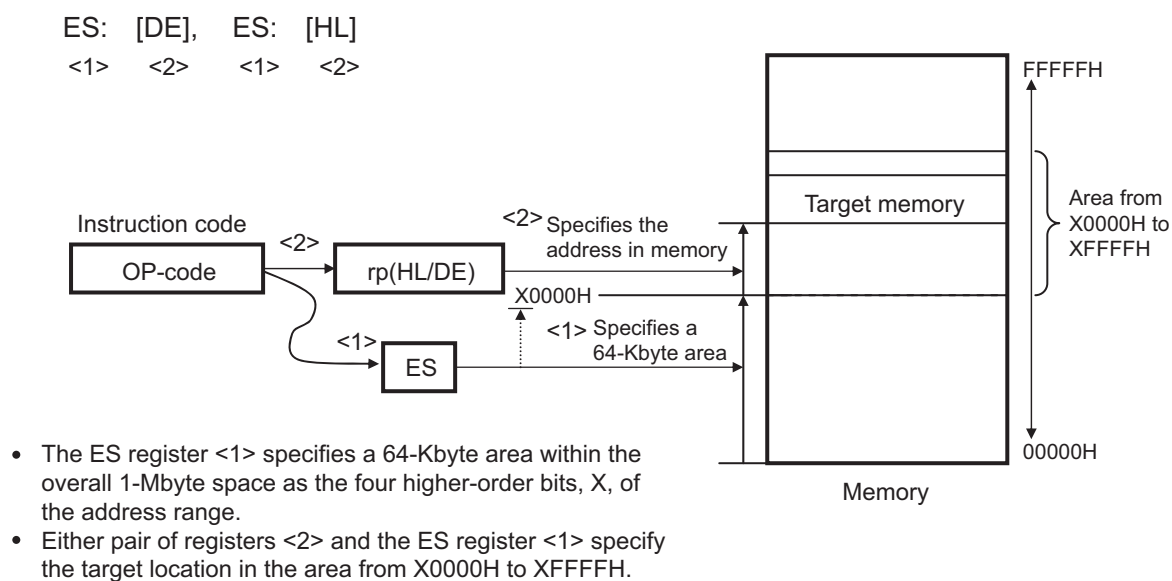 ES: [DE], ES: [HL]
<1> <2> <1> <2>
FFFFFH
Target memory
Area from
X0000H to
XFFFFH
Instruction code
OP-code
<2>
rp(HL/DE)
<2> Specifies the
address in memory
X0000H
<1>
ES
<1> Specifies a
64-Kbyte area
00000H
Memory
• The ES register <1> specifies a 64-Kbyte area within the
overall 1-Mbyte space as the four higher-order bits, X, of
the address range.
• Either pair of registers <2> and the ES register <1> specify
the target location in the area from X0000H to XFFFFH.